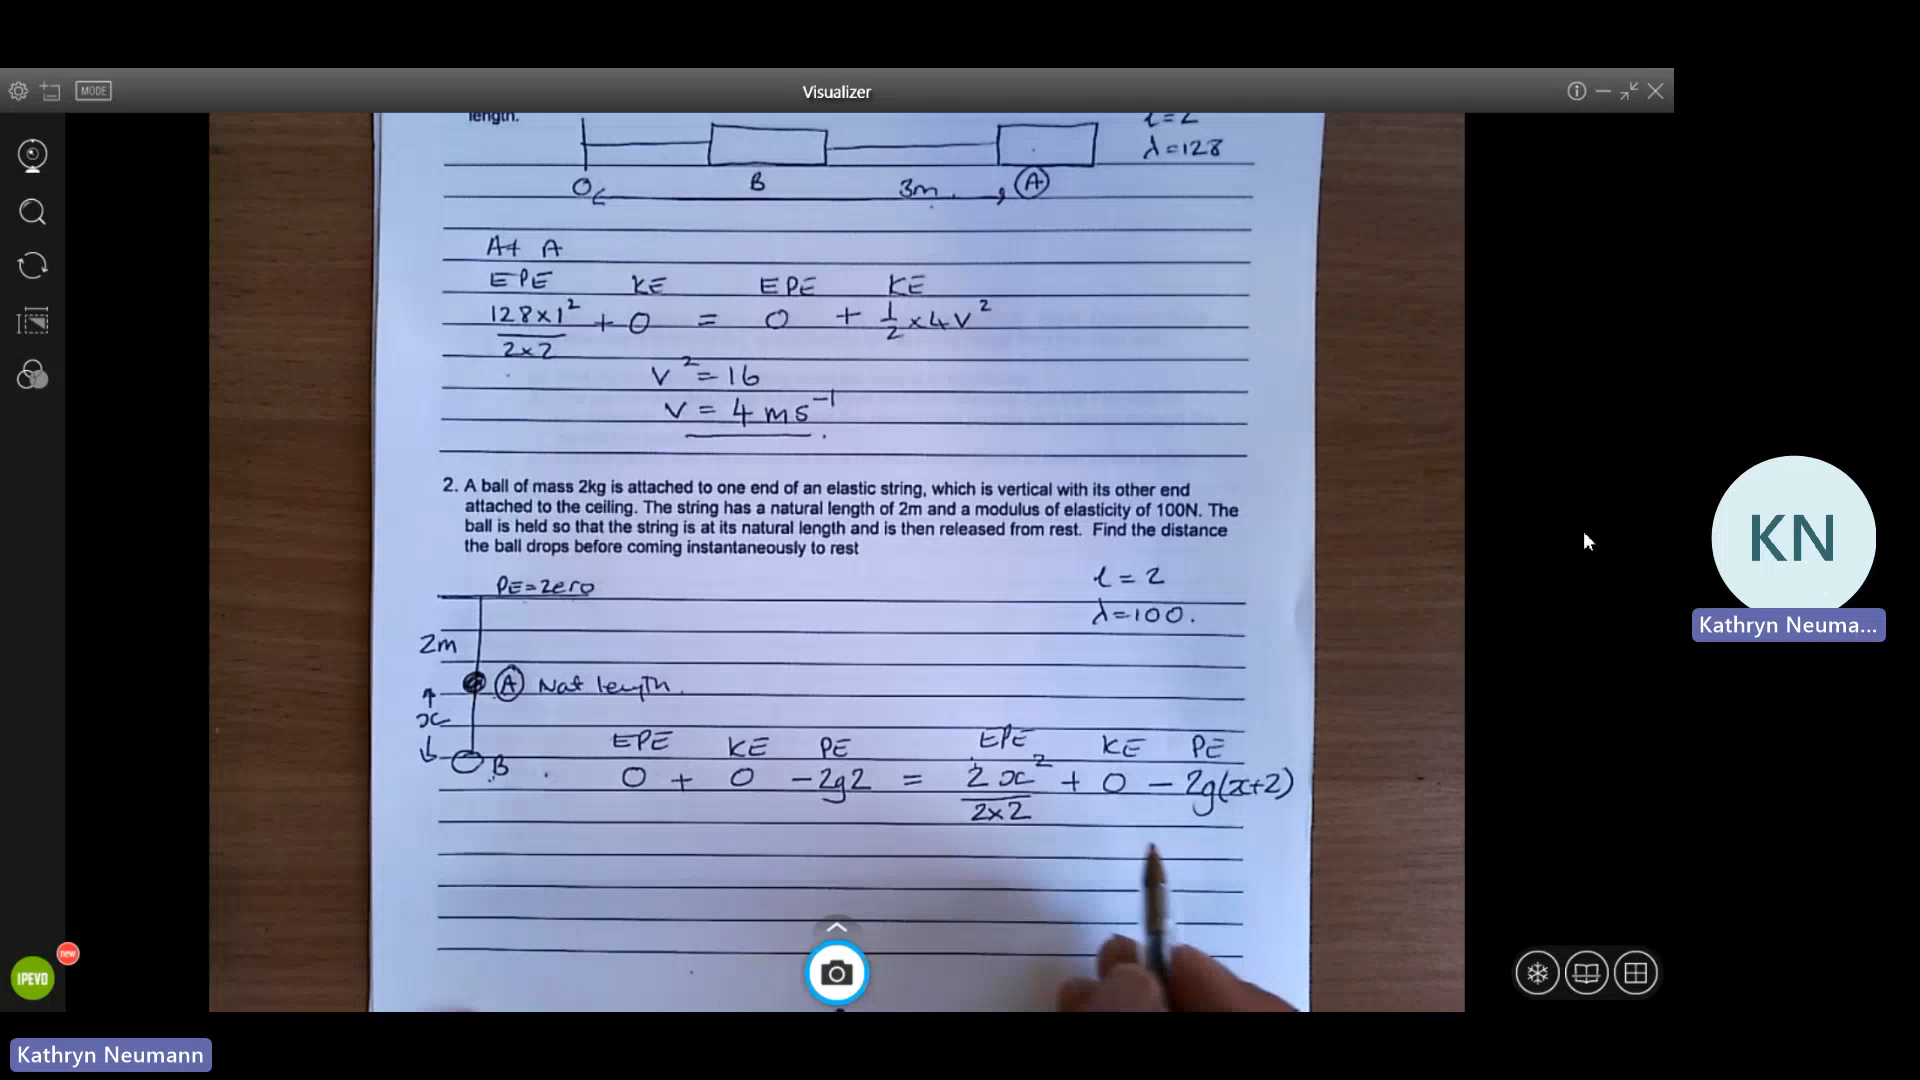 MODE
Visualizer
length.
l=2
λ=128
O
B
3m
A
At A
EPE KE EPE KE
128×1² + 0 = 0 + ½×4v²
2×2
v² = 16
v = 4 ms⁻¹
2. A ball of mass 2kg is attached to one end of an elastic string, which is vertical with its other end
attached to the ceiling. The string has a natural length of 2m and a modulus of elasticity of 100N. The
ball is held so that the string is at its natural length and is then released from rest. Find the distance
the ball drops before coming instantaneously to rest
PE=zero
l = 2
λ=100.
2m
A Nat length.
x
B
EPE KE PE EPE KE PE
0 + 0 -2g2 = 2x² + 0 - 2g(x+2)
2×2
KN
Kathryn Neuma...
new
IPEVO
Kathryn Neumann